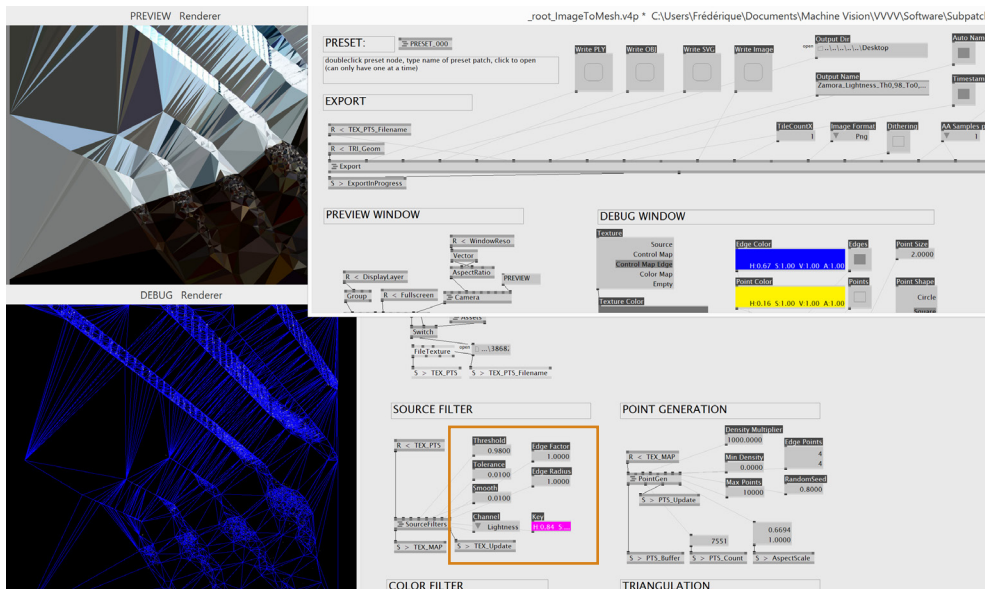 PREVIEW Renderer
_root_ImageToMesh.v4p * C:\Users\Frédérique\Documents\Machine Vision\VVVV\Software\Subpatch
PRESET:
PRESET_000
doubleclick preset node, type name of preset patch, click to open
(can only have one at a time)
Write PLY
Write OBJ
Write SVG
Write Image
Output Dir
open
..\..\..\..\..\Desktop
Auto Nam
Output Name
Zamora_Lightness_Th0,98_To0,...
Timestam
EXPORT
R < TEX_PTS_Filename
R < TRI_Geom
TileCountX
1
Image Format
Png
Dithering
AA Samples p
1
Export
S > ExportInProgress
PREVIEW WINDOW
R < WindowReso
Vector
AspectRatio
PREVIEW
R < DisplayLayer
Group
R < Fullscreen
Camera
DEBUG WINDOW
Texture
Source
Control Map
Control Map Edge
Color Map
Empty
Texture Color
Edge Color
H:0.67 S:1.00 V:1.00 A:1.00
Edges
Point Size
2.0000
Point Color
H:0.16 S:1.00 V:1.00 A:1.00
Points
Point Shape
Circle
Square
DEBUG Renderer
Assets
Switch
FileTexture
open
...\3868.
S > TEX_PTS
S > TEX_PTS_Filename
SOURCE FILTER
R < TEX_PTS
Threshold
0.9800
Tolerance
0.0100
Smooth
0.0100
Edge Factor
1.0000
Edge Radius
1.0000
Channel
Lightness
Key
H:0.84 S...
SourceFilters
S > TEX_MAP
S > TEX_Update
POINT GENERATION
R < TEX_MAP
PointGen
S > PTS_Update
Density Multiplier
1000.0000
Min Density
0.0000
Max Points
10000
Edge Points
4
4
RandomSeed
0.8000
7551
0.6694
1.0000
S > PTS_Buffer
S > PTS_Count
S > AspectScale
COLOR FILTER
TRIANGULATION